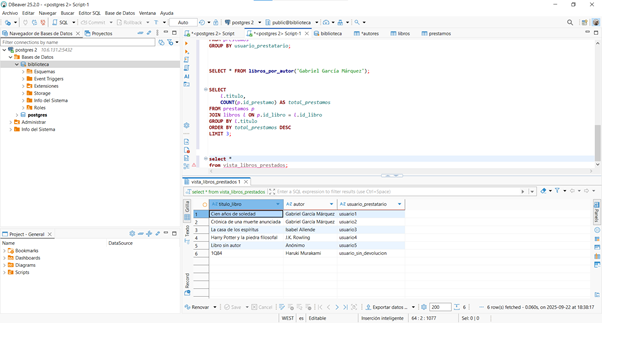 DBeaver 25.2.0 - <postgres 2> Script-1
Archivo Editar Navegar Buscar Editor SQL Base de Datos Ventana Ayuda
SQL Commit Rollback Auto postgres 2 public@biblioteca
Navegador de Bases de Datos Proyectos
Filter connections by name
postgres 2
Bases de Datos
biblioteca
Esquemas
Event Triggers
Extensiones
Storage
Info del Sistema
Roles
postgres
Administrar
Info del Sistema
Project - General
Name DataSource
Bookmarks
Dashboards
Diagrams
Scripts
*<postgres> Script *<postgres 2> Script-1 biblioteca *autores libros prestamos
GROUP BY usuario_prestatario;
SELECT * FROM libros_por_autor('Gabriel García Márquez');
SELECT
l.titulo,
COUNT(p.id_prestamo) AS total_prestamos
FROM prestamos p
JOIN libros l ON p.id_libro = l.id_libro
GROUP BY l.titulo
ORDER BY total_prestamos DESC
LIMIT 3;
select *
from vista_libros_prestados;
vista_libros_prestados 1
select * from vista_libros_prestados Enter a SQL expression to filter results (use Ctrl+Space)
titulo_libro autor usuario_prestatario
1 Cien años de soledad Gabriel García Márquez usuario1
2 Crónica de una muerte anunciada Gabriel García Márquez usuario2
3 La casa de los espíritus Isabel Allende usuario3
4 Harry Potter y la piedra filosofal J.K. Rowling usuario4
5 Libro sin autor Anónimo usuario5
6 1Q84 Haruki Murakami usuario_sin_devolucion
Grilla
Texto
Record
Panels
Renovar Save Cancel Exportar datos... 200 6 6 row(s) fetched - 0.060s, on 2025-09-22 at 18:38:17
WEST es Editable Inserción inteligente 64 : 2 : 1077 Sel: 0 | 0